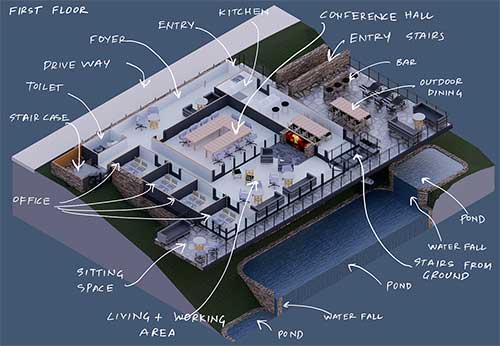 FIRST FLOOR
KITCHEN
ENTRY
CONFERENCE HALL
FOYER
ENTRY STAIRS
DRIVE WAY
BAR
TOILET
OUTDOOR
DINING
STAIR CASE
OFFICE
POND
WATER FALL
SITTING
SPACE
STAIRS FROM
GROUND
POND
LIVING + WORKING
AREA
WATER FALL
POND